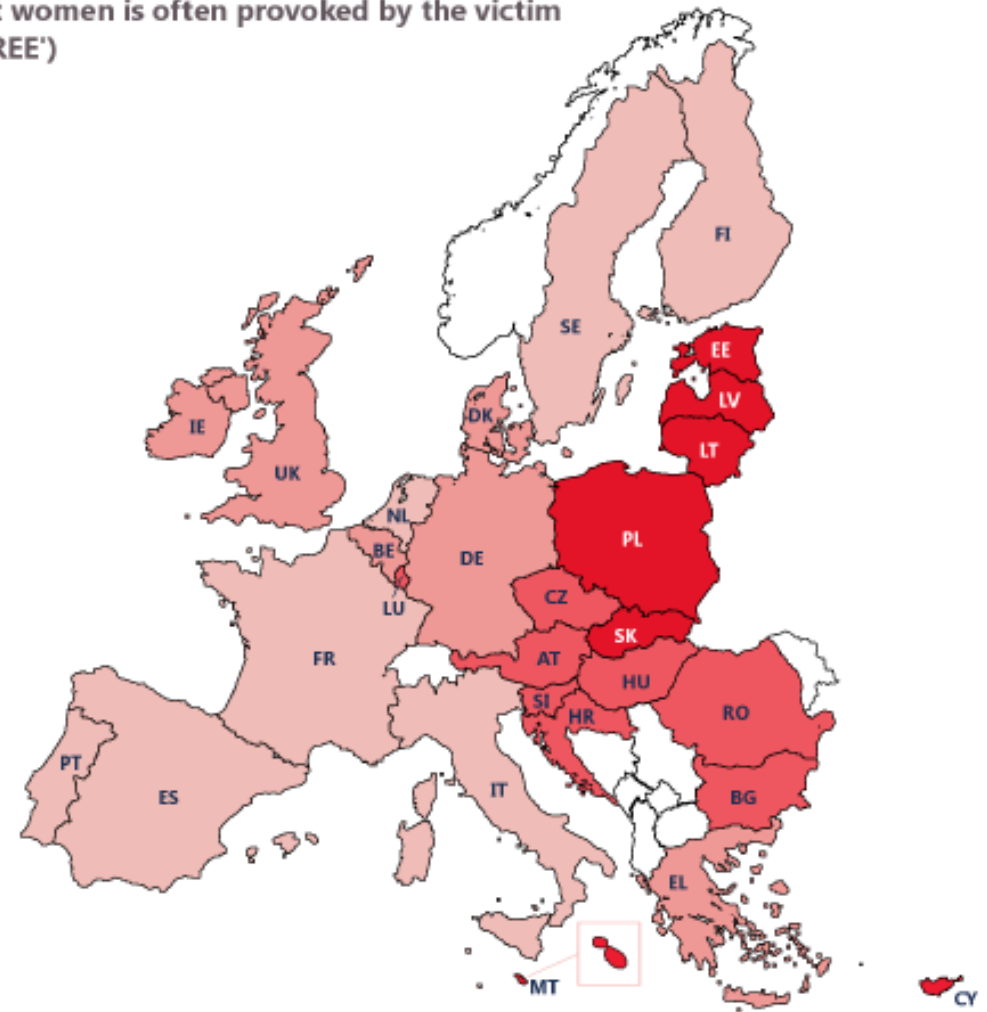 women is often provoked by the victim
REE')
FI
SE
EE
LV
LT
DK
IE
UK
NL
BE
LU
DE
PL
CZ
SK
AT
HU
SI
HR
RO
BG
FR
PT
ES
IT
EL
MT
CY